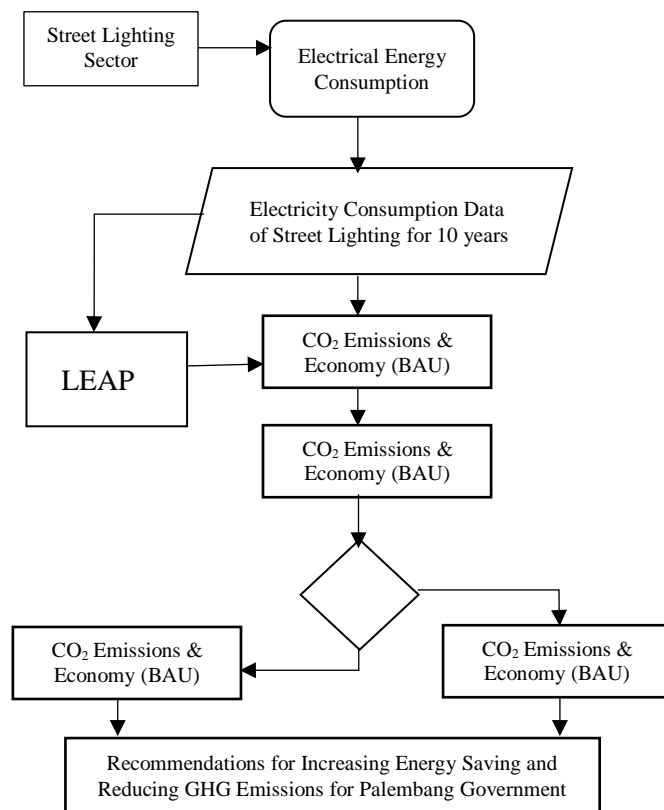 Street Lighting
Sector
Electrical Energy
Consumption
Electricity Consumption Data
of Street Lighting for 10 years
LEAP
CO₂ Emissions &
Economy (BAU)
CO₂ Emissions &
Economy (BAU)
CO₂ Emissions &
Economy (BAU)
CO₂ Emissions &
Economy (BAU)
Recommendations for Increasing Energy Saving and
Reducing GHG Emissions for Palembang Government